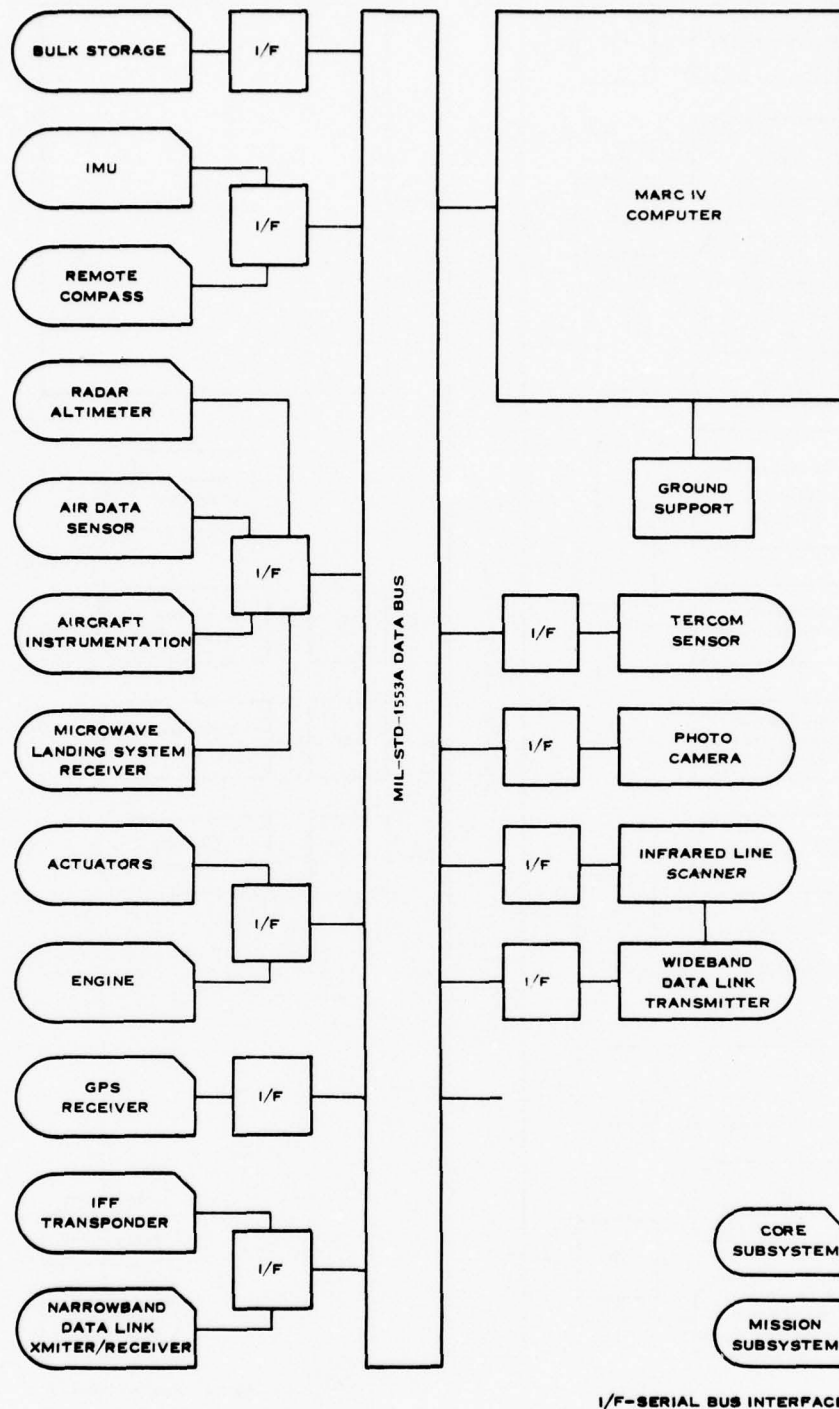 BULK STORAGE
I/F
IMU
I/F
REMOTE
COMPASS
RADAR
ALTIMETER
AIR DATA
SENSOR
I/F
AIRCRAFT
INSTRUMENTATION
MICROWAVE
LANDING SYSTEM
RECEIVER
ACTUATORS
I/F
ENGINE
GPS
RECEIVER
I/F
IFF
TRANSPONDER
I/F
NARROWBAND
DATA LINK
XMITER/RECEIVER
MIL-STD-1553A DATA BUS
MARC IV
COMPUTER
GROUND
SUPPORT
I/F
TERCOM
SENSOR
I/F
PHOTO
CAMERA
I/F
INFRARED LINE
SCANNER
I/F
WIDEBAND
DATA LINK
TRANSMITTER
CORE
SUBSYSTEM
MISSION
SUBSYSTEM
I/F-SERIAL BUS INTERFAC